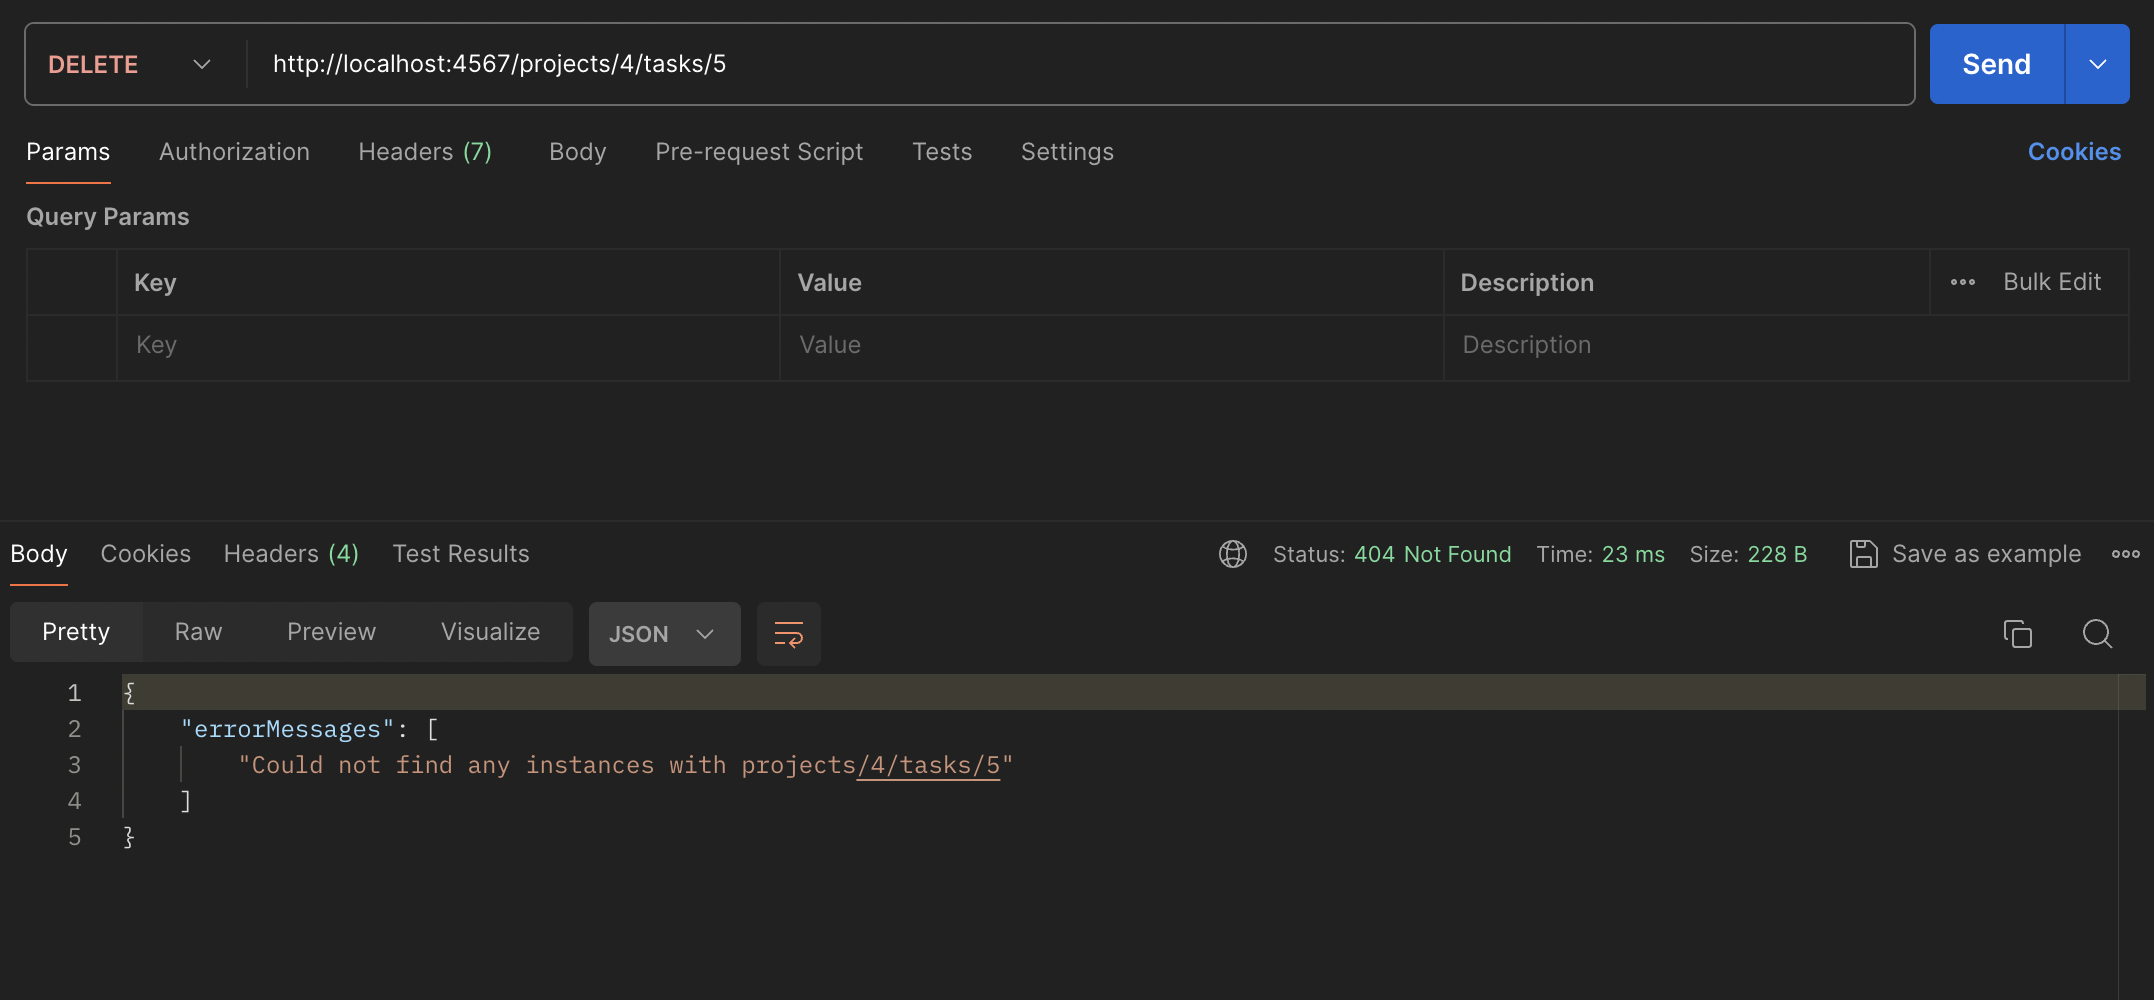 DELETE http://localhost:4567/projects/4/tasks/5 Send
Params Authorization Headers (7) Body Pre-request Script Tests Settings Cookies
Query Params
Key Value Description Bulk Edit
Key Value Description
Body Cookies Headers (4) Test Results Status: 404 Not Found Time: 23 ms Size: 228 B Save as example
Pretty Raw Preview Visualize JSON
1 {
2 "errorMessages": [
3 "Could not find any instances with projects/4/tasks/5"
4 ]
5 }